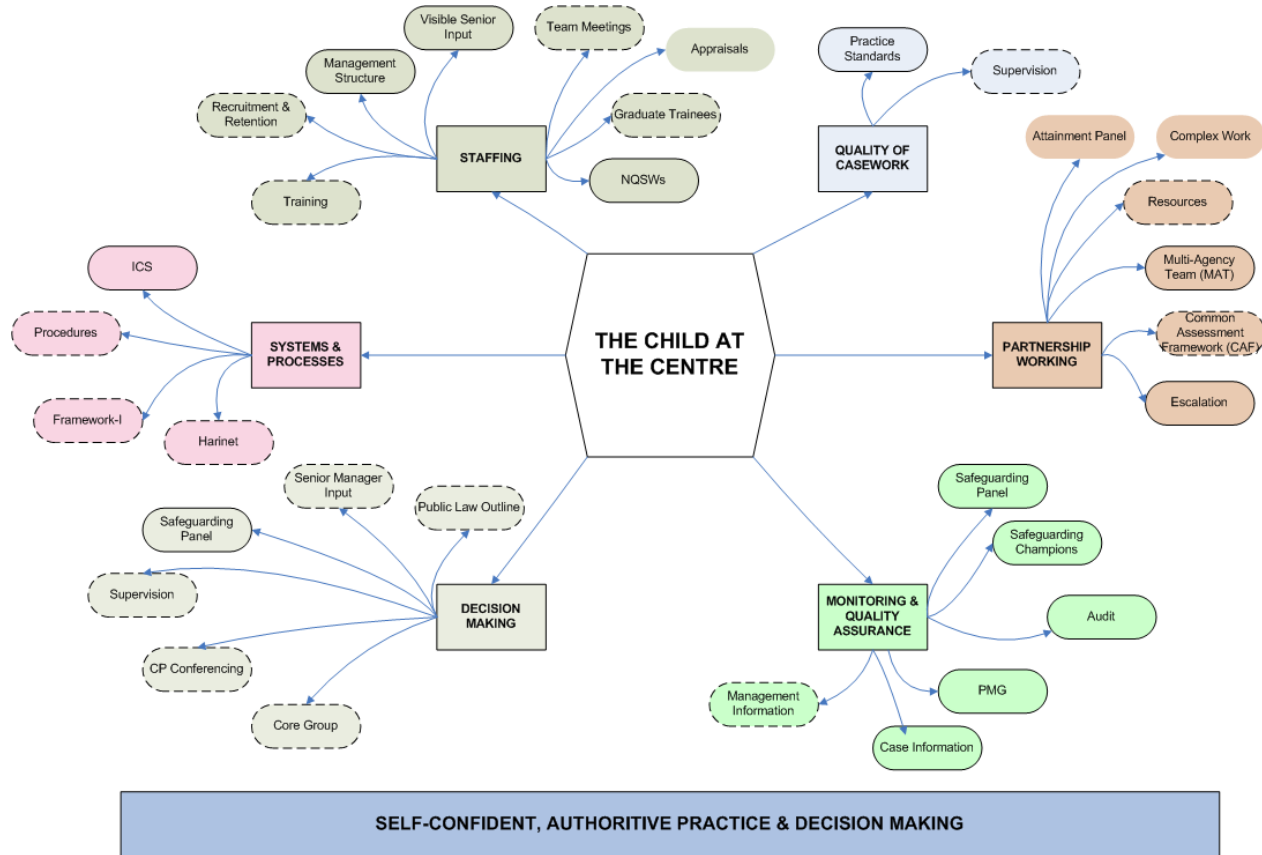 Visible Senior
Input
Team Meetings
Appraisals
Management
Structure
Recruitment &
Retention
Graduate Trainees
STAFFING
NQSWs
Training
Practice
Standards
Supervision
QUALITY OF
CASEWORK
Attainment Panel
Complex Work
Resources
Multi-Agency
Team (MAT)
Common
Assessment
Framework (CAF)
PARTNERSHIP
WORKING
Escalation
ICS
Procedures
SYSTEMS &
PROCESSES
Framework-I
Harinet
THE CHILD AT
THE CENTRE
Senior Manager
Input
Public Law Outline
Safeguarding
Panel
Supervision
DECISION
MAKING
CP Conferencing
Core Group
Safeguarding
Panel
Safeguarding
Champions
MONITORING &
QUALITY
ASSURANCE
Audit
Management
Information
PMG
Case Information
SELF-CONFIDENT, AUTHORITIVE PRACTICE & DECISION MAKING